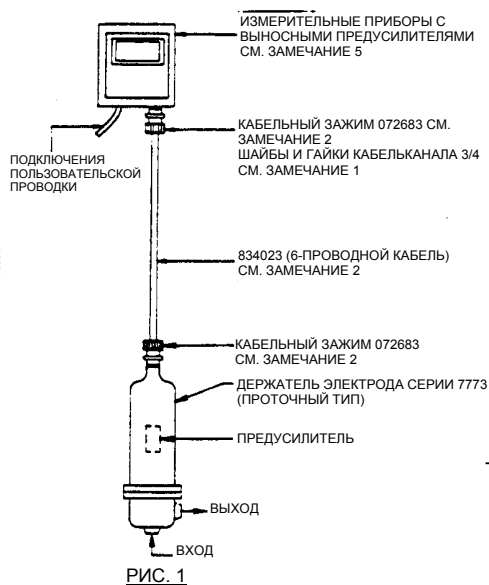 ИЗМЕРИТЕЛЬНЫЕ ПРИБОРЫ С
ВЫНОСНЫМИ ПРЕДУСИЛИТЕЛЯМИ
СМ. ЗАМЕЧАНИЕ 5
КАБЕЛЬНЫЙ ЗАЖИМ 072683 СМ.
ЗАМЕЧАНИЕ 2
ШАЙБЫ И ГАЙКИ КАБЕЛЬКАНАЛА 3/4
СМ. ЗАМЕЧАНИЕ 1
ПОДКЛЮЧЕНИЯ
ПОЛЬЗОВАТЕЛЬСКОЙ
ПРОВОДКИ
834023 (6-ПРОВОДНОЙ КАБЕЛЬ)
СМ. ЗАМЕЧАНИЕ 2
КАБЕЛЬНЫЙ ЗАЖИМ 072683
СМ. ЗАМЕЧАНИЕ 2
ДЕРЖАТЕЛЬ ЭЛЕКТРОДА СЕРИИ 7773
(ПРОТОЧНЫЙ ТИП)
ПРЕДУСИЛИТЕЛЬ
ВЫХОД
ВХОД
РИС. 1